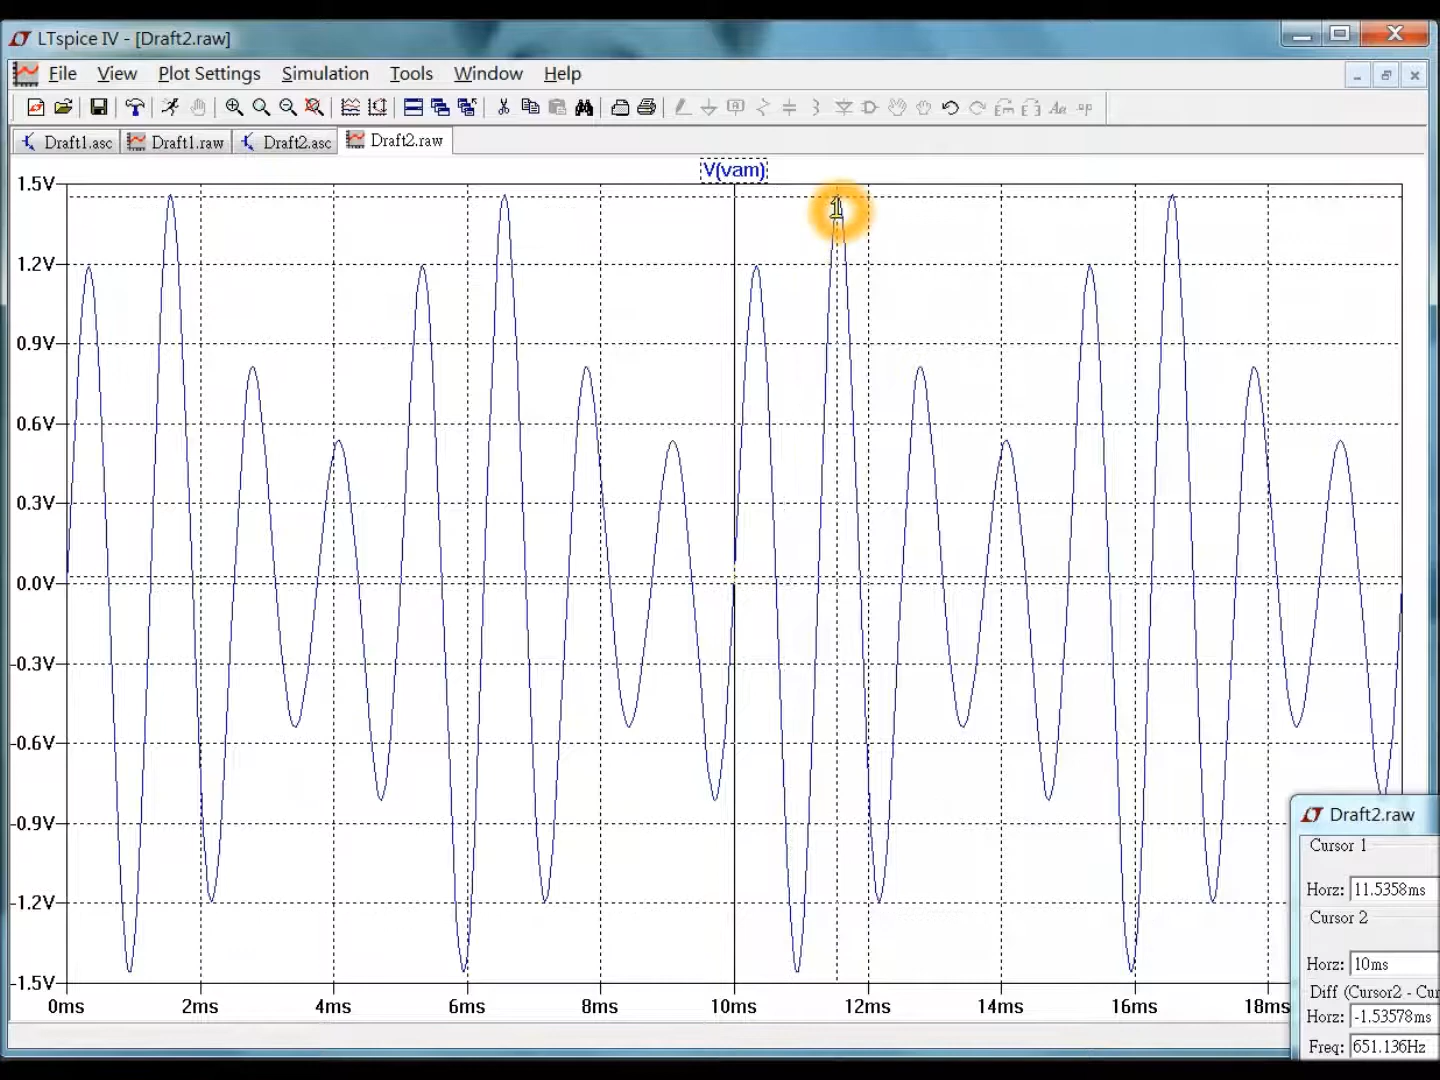 LTspice IV - [Draft2.raw]
File View Plot Settings Simulation Tools Window Help
Draft1.asc Draft1.raw Draft2.asc Draft2.raw
V(vam)
1.5V
1.2V
0.9V
0.6V
0.3V
0.0V
-0.3V
-0.6V
-0.9V
-1.2V
-1.5V
1
0ms 2ms 4ms 6ms 8ms 10ms 12ms 14ms 16ms 18ms
Draft2.raw
Cursor 1
Horz: 11.5358ms
Cursor 2
Horz: 10ms
Diff (Cursor2 - Cur
Horz: -1.53578ms
Freq: 651.136Hz